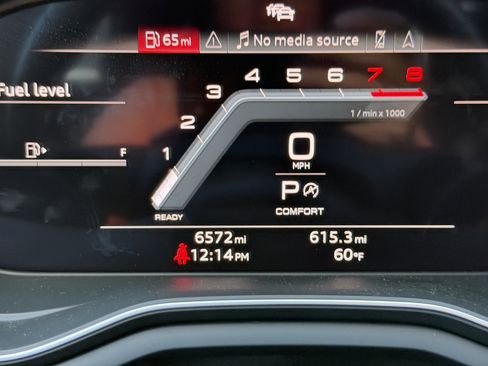 65 mi
No media source
Fuel level
1 2 3 4 5 6 7 8
1 / min x 1000
F
0
MPH
P
READY
COMFORT
6572 mi 615.3 mi
12:14 PM 60°F